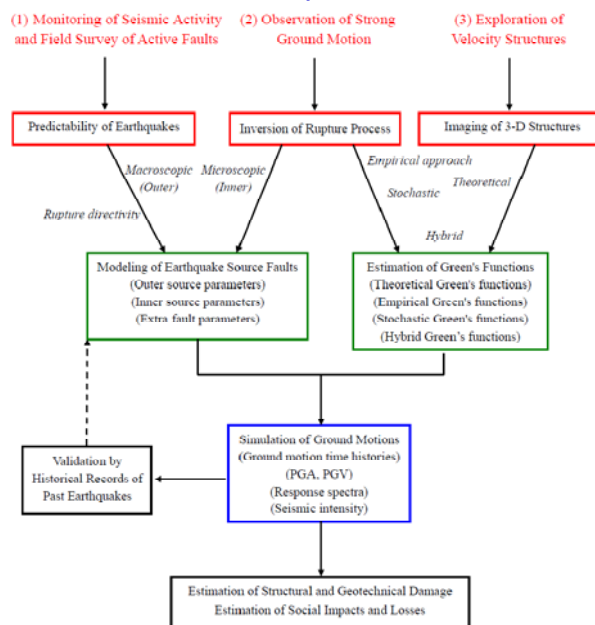 (1) Monitoring of Seismic Activity
and Field Survey of Active Faults
(2) Observation of Strong
Ground Motion
(3) Exploration of
Velocity Structures
Predictability of Earthquakes
Inversion of Rupture Process
Imaging of 3-D Structures
Macroscopic
(Outer)
Microscopic
(Inner)
Empirical approach
Stochastic
Theoretical
Rupture directivity
Hybrid
Modeling of Earthquake Source Faults
(Outer source parameters)
(Inner source parameters)
(Extra fault parameters)
Estimation of Green's Functions
(Theoretical Green's functions)
(Empirical Green's functions)
(Stochastic Green's functions)
(Hybrid Green's functions)
Simulation of Ground Motions
(Ground motion time histories)
(PGA, PGV)
(Response spectra)
(Seismic intensity)
Validation by
Historical Records of
Past Earthquakes
Estimation of Structural and Geotechnical Damage
Estimation of Social Impacts and Losses